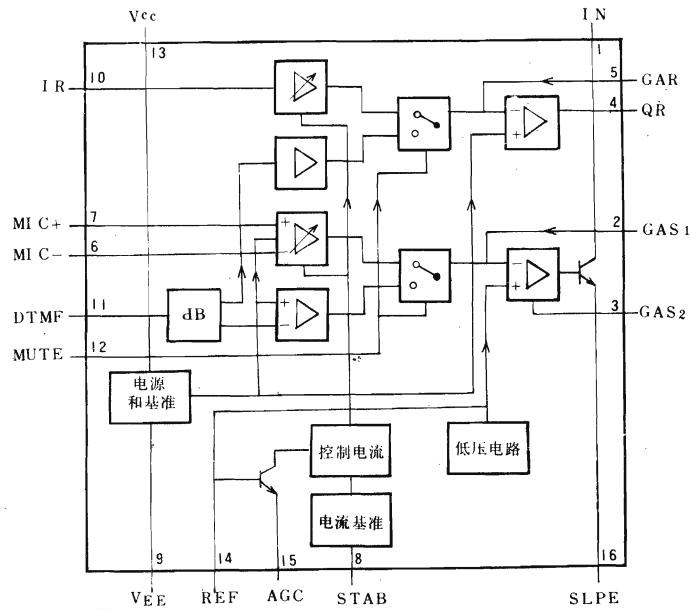 Vcc
IN
13
1
IR
10
5
GAR
4
QR
+
−
MIC+
7
+
−
MIC−
6
2
GAS1
−
+
DTMF
11
dB
+
−
3
GAS2
MUTE
12
电源
和基准
控制电流
低压电路
电流基准
9
14
15
8
16
VEE
REF
AGC
STAB
SLPE